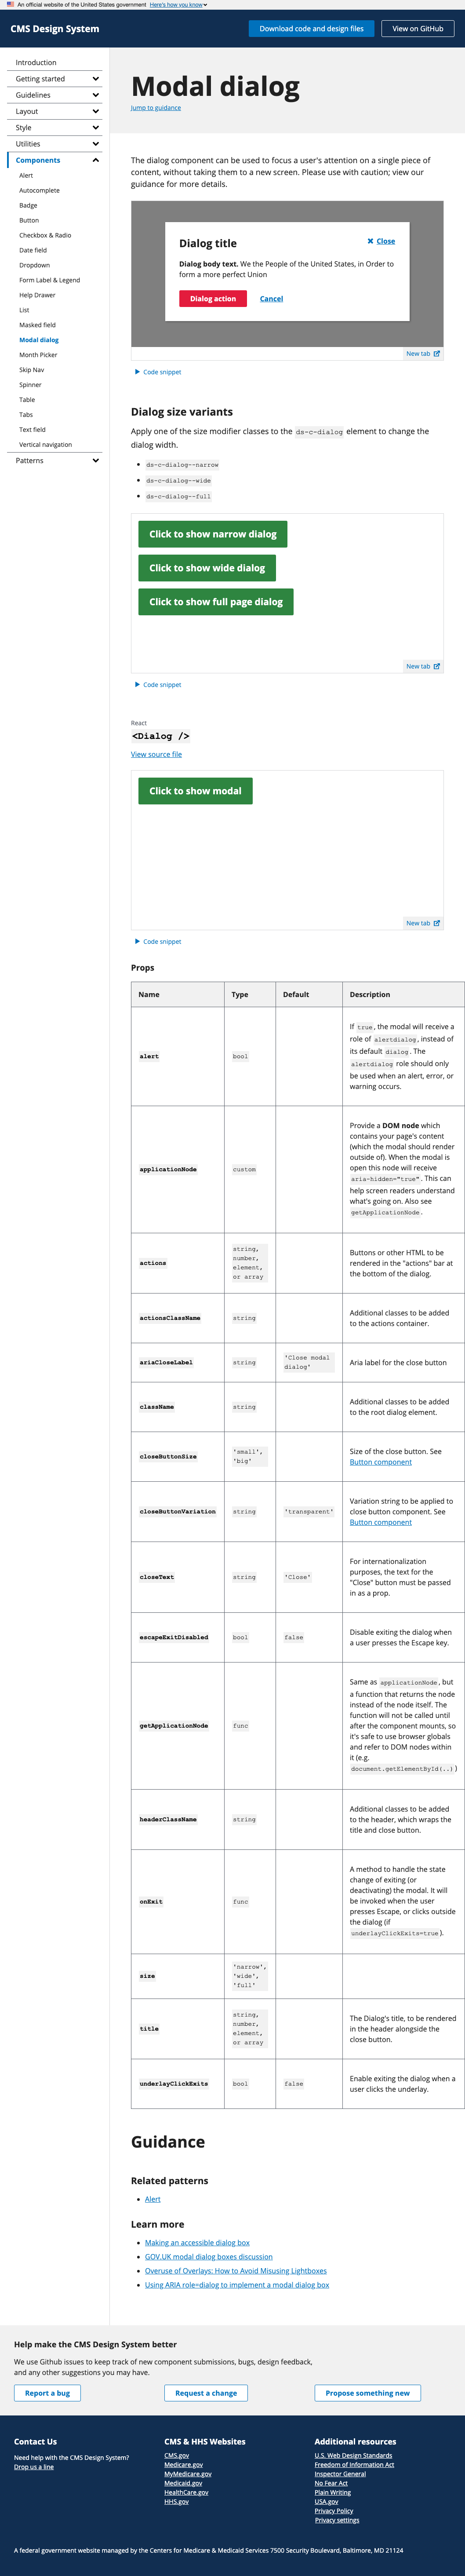 An official website of the United States government Here's how you know
CMS Design System
Download code and design files
View on GitHub
Introduction
Getting started
Guidelines
Layout
Style
Utilities
Components
Alert
Autocomplete
Badge
Button
Checkbox & Radio
Date field
Dropdown
Form Label & Legend
Help Drawer
List
Masked field
Modal dialog
Month Picker
Skip Nav
Spinner
Table
Tabs
Text field
Vertical navigation
Patterns
Modal dialog
Jump to guidance
The dialog component can be used to focus a user's attention on a single piece of
content, without taking them to a new screen. Please use with caution; view our
guidance for more details.
Dialog title
Close
Dialog body text. We the People of the United States, in Order to
form a more perfect Union
Dialog action
Cancel
New tab
Code snippet
Dialog size variants
Apply one of the size modifier classes to the ds-c-dialog element to change the
dialog width.
ds-c-dialog--narrow
ds-c-dialog--wide
ds-c-dialog--full
Click to show narrow dialog
Click to show wide dialog
Click to show full page dialog
New tab
Code snippet
React
<Dialog />
View source file
Click to show modal
New tab
Code snippet
Props
Name Type Default Description
alert bool
If true, the modal will receive a
role of alertdialog, instead of
its default dialog. The
alertdialog role should only
be used when an alert, error, or
warning occurs.
applicationNode custom
Provide a DOM node which
contains your page's content
(which the modal should render
outside of). When the modal is
open this node will receive
aria-hidden="true". This can
help screen readers understand
what's going on. Also see
getApplicationNode.
actions
string,
number,
element,
or array
Buttons or other HTML to be
rendered in the "actions" bar at
the bottom of the dialog.
actionsClassName string
Additional classes to be added
to the actions container.
ariaCloseLabel string
'Close modal
dialog'
Aria label for the close button
className string
Additional classes to be added
to the root dialog element.
closeButtonSize
'small',
'big'
Size of the close button. See
Button component
closeButtonVariation string 'transparent'
Variation string to be applied to
close button component. See
Button component
closeText string 'Close'
For internationalization
purposes, the text for the
"Close" button must be passed
in as a prop.
escapeExitDisabled bool false
Disable exiting the dialog when
a user presses the Escape key.
getApplicationNode func
Same as applicationNode, but
a function that returns the node
instead of the node itself. The
function will not be called until
after the component mounts, so
it's safe to use browser globals
and refer to DOM nodes within
it (e.g.
document.getElementById(..))
headerClassName string
Additional classes to be added
to the header, which wraps the
title and close button.
onExit func
A method to handle the state
change of exiting (or
deactivating) the modal. It will
be invoked when the user
presses Escape, or clicks outside
the dialog (if
underlayClickExits=true).
size
'narrow',
'wide',
'full'
title
string,
number,
element,
or array
The Dialog's title, to be rendered
in the header alongside the
close button.
underlayClickExits bool false
Enable exiting the dialog when a
user clicks the underlay.
Guidance
Related patterns
Alert
Learn more
Making an accessible dialog box
GOV.UK modal dialog boxes discussion
Overuse of Overlays: How to Avoid Misusing Lightboxes
Using ARIA role=dialog to implement a modal dialog box
Help make the CMS Design System better
We use Github issues to keep track of new component submissions, bugs, design feedback,
and any other suggestions you may have.
Report a bug
Request a change
Propose something new
Contact Us
Need help with the CMS Design System?
Drop us a line
CMS & HHS Websites
CMS.gov
Medicare.gov
MyMedicare.gov
Medicaid.gov
HealthCare.gov
HHS.gov
Additional resources
U.S. Web Design Standards
Freedom of Information Act
Inspector General
No Fear Act
Plain Writing
USA.gov
Privacy Policy
Privacy settings
A federal government website managed by the Centers for Medicare & Medicaid Services 7500 Security Boulevard, Baltimore, MD 21124